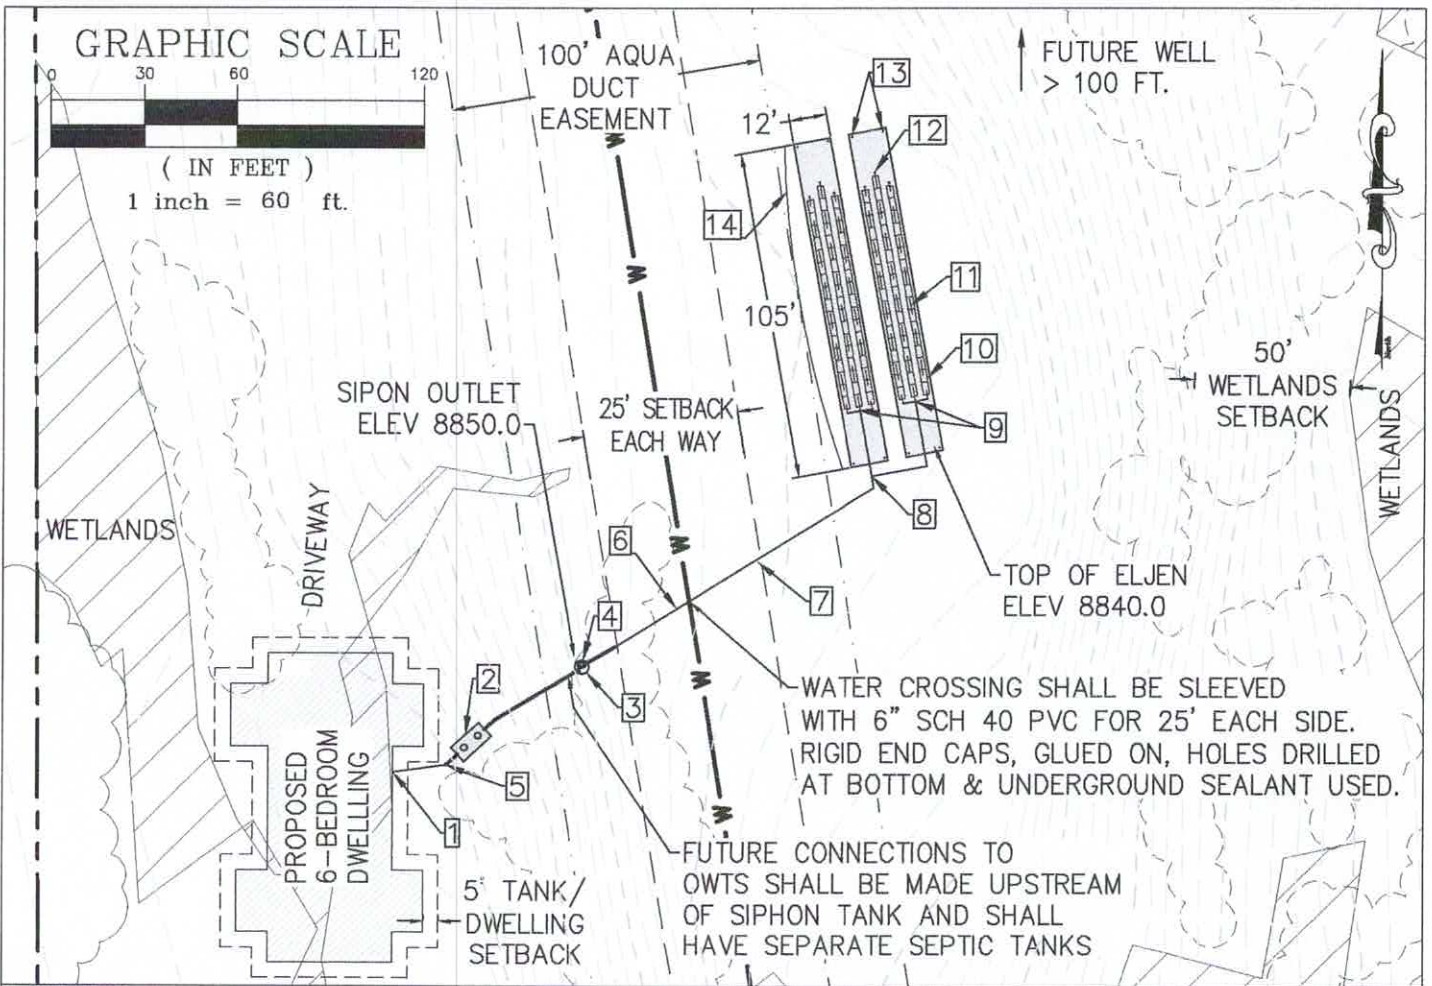 GRAPHIC SCALE
0 30 60 120
( IN FEET )
1 inch = 60 ft.
100' AQUA
DUCT
EASEMENT
W
12'
13
12
FUTURE WELL
> 100 FT.
14
W
11
105'
10
North
50'
WETLANDS
SETBACK
WETLANDS
SIPON OUTLET
ELEV 8850.0
25' SETBACK
EACH WAY
9
8
WETLANDS
DRIVEWAY
6
W
7
TOP OF ELJEN
ELEV 8840.0
4
2
3
W
WATER CROSSING SHALL BE SLEEVED
WITH 6" SCH 40 PVC FOR 25' EACH SIDE.
RIGID END CAPS, GLUED ON, HOLES DRILLED
AT BOTTOM & UNDERGROUND SEALANT USED.
PROPOSED
6-BEDROOM
DWELLLING
5
1
W
5' TANK/
DWELLING
SETBACK
FUTURE CONNECTIONS TO
OWTS SHALL BE MADE UPSTREAM
OF SIPHON TANK AND SHALL
HAVE SEPARATE SEPTIC TANKS